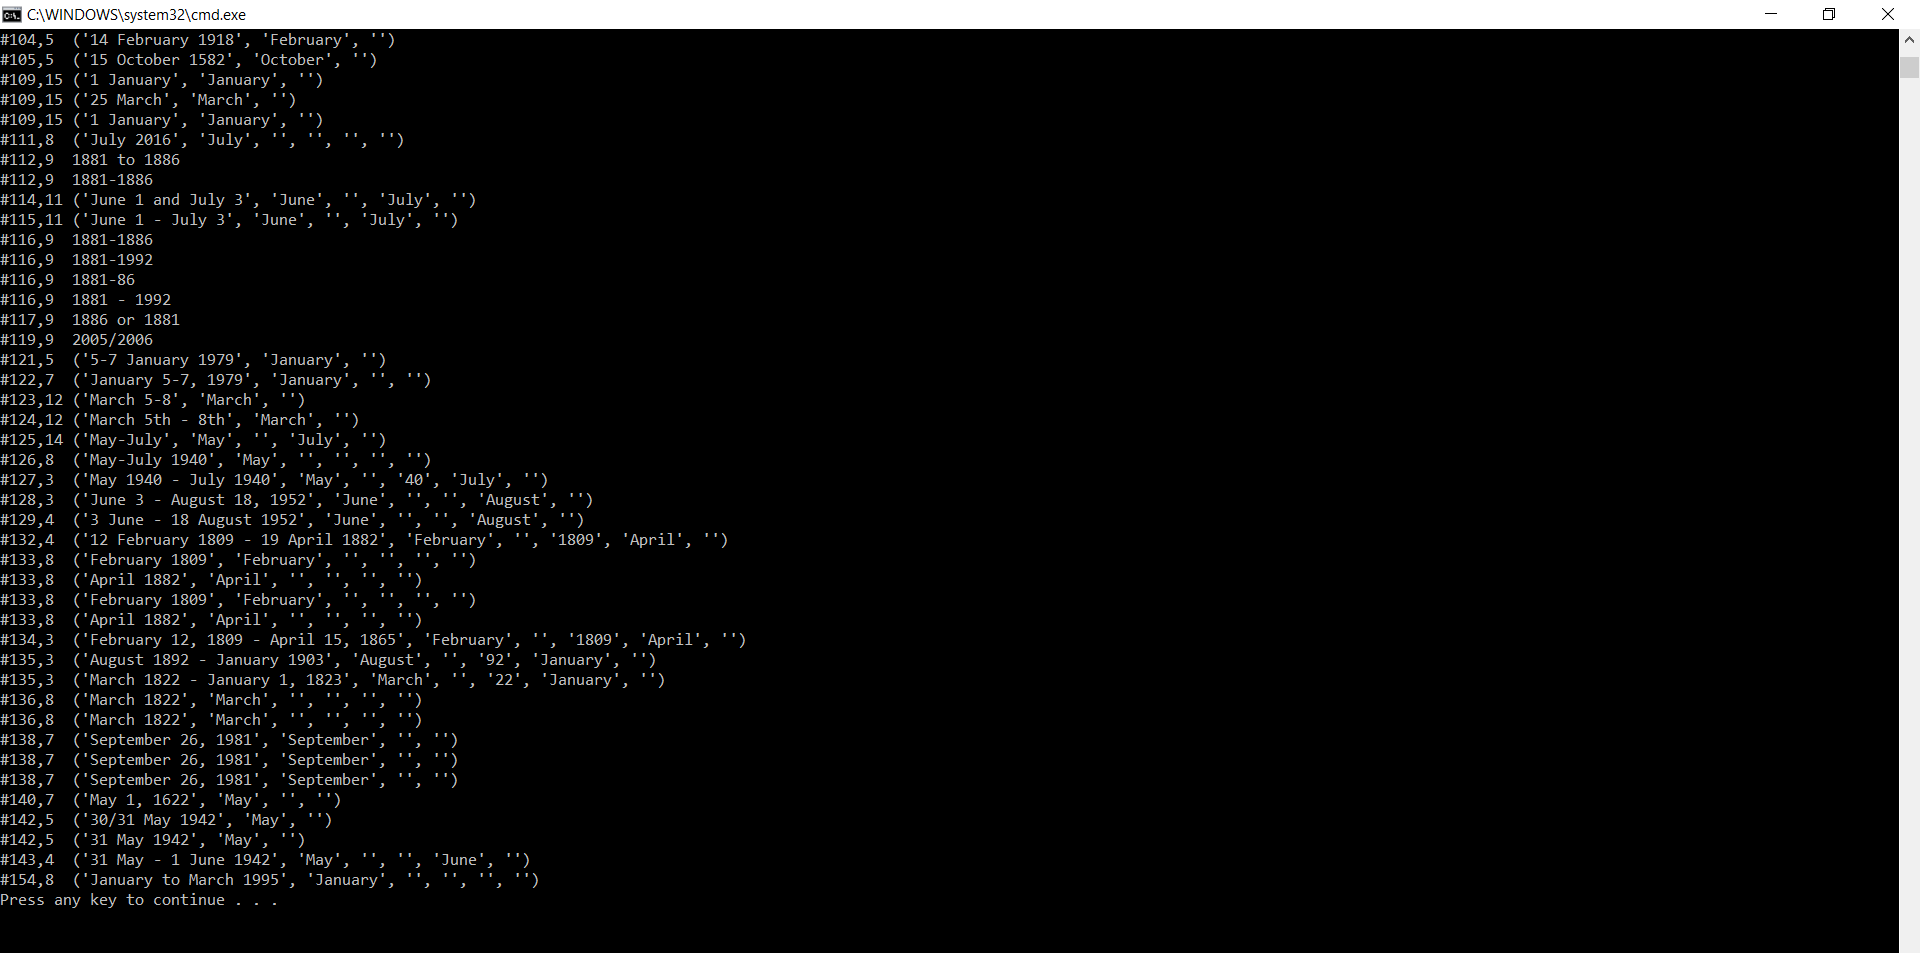 C:\WINDOWS\system32\cmd.exe
#104,5  ('14 February 1918', 'February', '')
#105,5  ('15 October 1582', 'October', '')
#109,15 ('1 January', 'January', '')
#109,15 ('25 March', 'March', '')
#109,15 ('1 January', 'January', '')
#111,8  ('July 2016', 'July', '', '', '', '')
#112,9  1881 to 1886
#112,9  1881-1886
#114,11 ('June 1 and July 3', 'June', '', 'July', '')
#115,11 ('June 1 - July 3', 'June', '', 'July', '')
#116,9  1881-1886
#116,9  1881-1992
#116,9  1881-86
#116,9  1881 - 1992
#117,9  1886 or 1881
#119,9  2005/2006
#121,5  ('5-7 January 1979', 'January', '')
#122,7  ('January 5-7, 1979', 'January', '', '')
#123,12 ('March 5-8', 'March', '')
#124,12 ('March 5th - 8th', 'March', '')
#125,14 ('May-July', 'May', '', 'July', '')
#126,8  ('May-July 1940', 'May', '', '', '', '')
#127,3  ('May 1940 - July 1940', 'May', '', '40', 'July', '')
#128,3  ('June 3 - August 18, 1952', 'June', '', '', 'August', '')
#129,4  ('3 June - 18 August 1952', 'June', '', '', 'August', '')
#132,4  ('12 February 1809 - 19 April 1882', 'February', '', '1809', 'April', '')
#133,8  ('February 1809', 'February', '', '', '', '')
#133,8  ('April 1882', 'April', '', '', '', '')
#133,8  ('February 1809', 'February', '', '', '', '')
#133,8  ('April 1882', 'April', '', '', '', '')
#134,3  ('February 12, 1809 - April 15, 1865', 'February', '', '1809', 'April', '')
#135,3  ('August 1892 - January 1903', 'August', '', '92', 'January', '')
#135,3  ('March 1822 - January 1, 1823', 'March', '', '22', 'January', '')
#136,8  ('March 1822', 'March', '', '', '', '')
#136,8  ('March 1822', 'March', '', '', '', '')
#138,7  ('September 26, 1981', 'September', '', '')
#138,7  ('September 26, 1981', 'September', '', '')
#138,7  ('September 26, 1981', 'September', '', '')
#140,7  ('May 1, 1622', 'May', '', '')
#142,5  ('30/31 May 1942', 'May', '')
#142,5  ('31 May 1942', 'May', '')
#143,4  ('31 May - 1 June 1942', 'May', '', '', 'June', '')
#154,8  ('January to March 1995', 'January', '', '', '', '')
Press any key to continue . . .